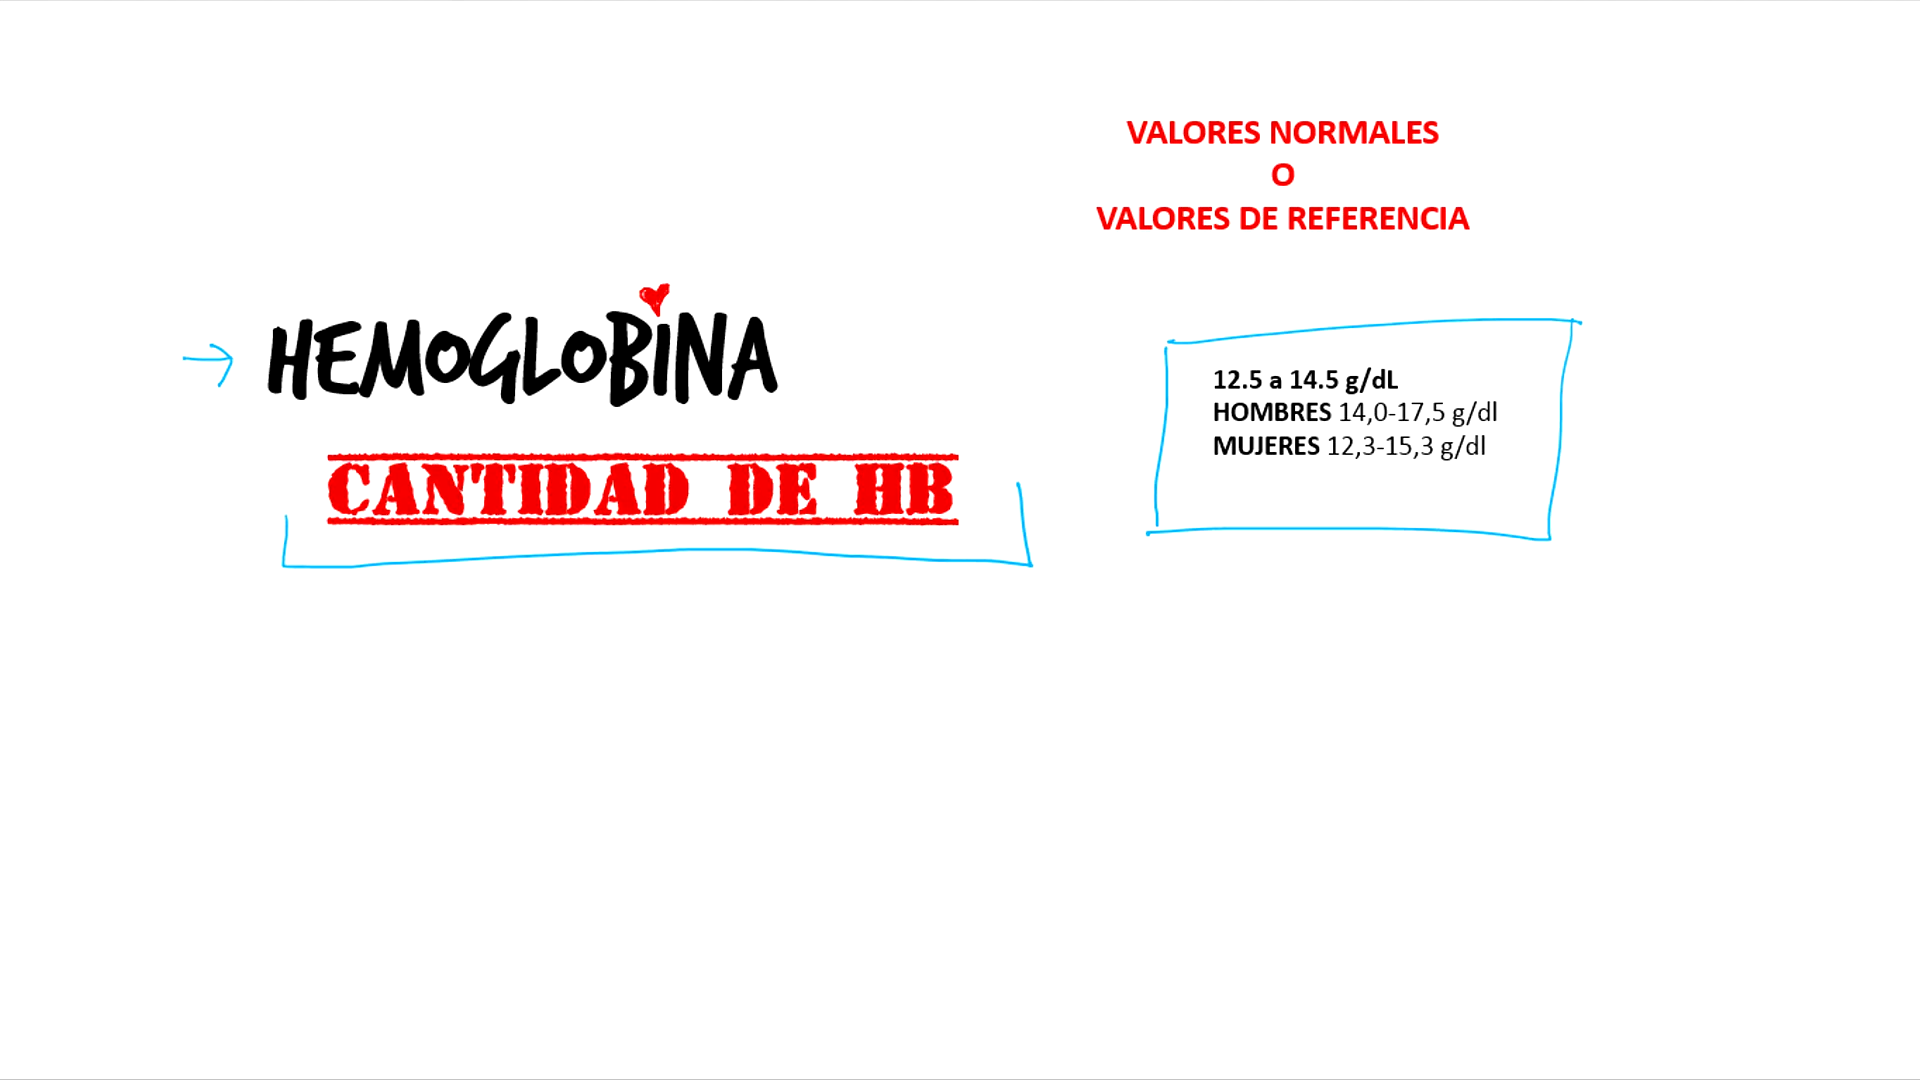 VALORES NORMALES
O
VALORES DE REFERENCIA
HEMOGLOBiNA
CANTIDAD DE HB
12.5 a 14.5 g/dL
HOMBRES 14,0-17,5 g/dl
MUJERES 12,3-15,3 g/dl